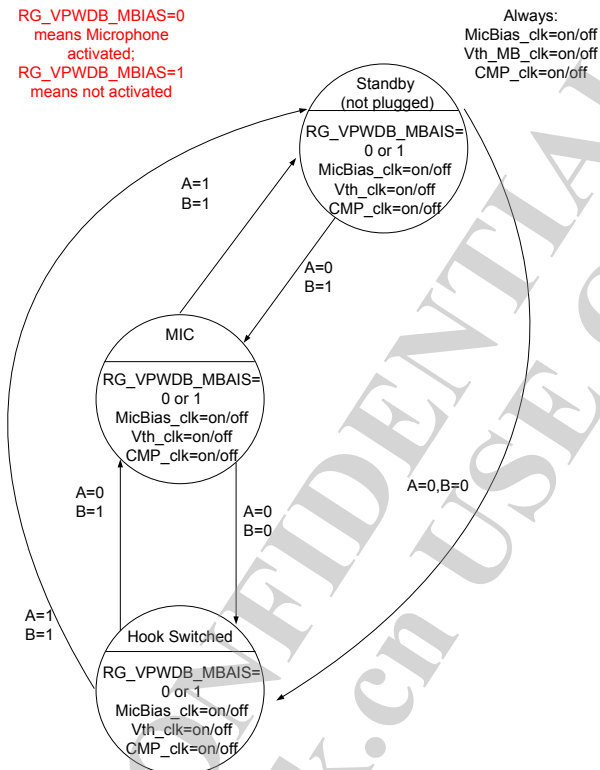 RG_VPWDB_MBIAS=0
means Microphone
activated;
RG_VPWDB_MBIAS=1
means not activated
Always:
MicBias_clk=on/off
Vth_MB_clk=on/off
CMP_clk=on/off
Standby
(not plugged)
RG_VPWDB_MBAIS=
0 or 1
MicBias_clk=on/off
Vth_clk=on/off
CMP_clk=on/off
A=1
B=1
A=0
B=1
MIC
RG_VPWDB_MBAIS=
0 or 1
MicBias_clk=on/off
Vth_clk=on/off
CMP_clk=on/off
A=0
B=1
A=0
B=0
A=0,B=0
A=1
B=1
Hook Switched
RG_VPWDB_MBAIS=
0 or 1
MicBias_clk=on/off
Vth_clk=on/off
CMP_clk=on/off
ONFIDENTIAL
k.cn USE O